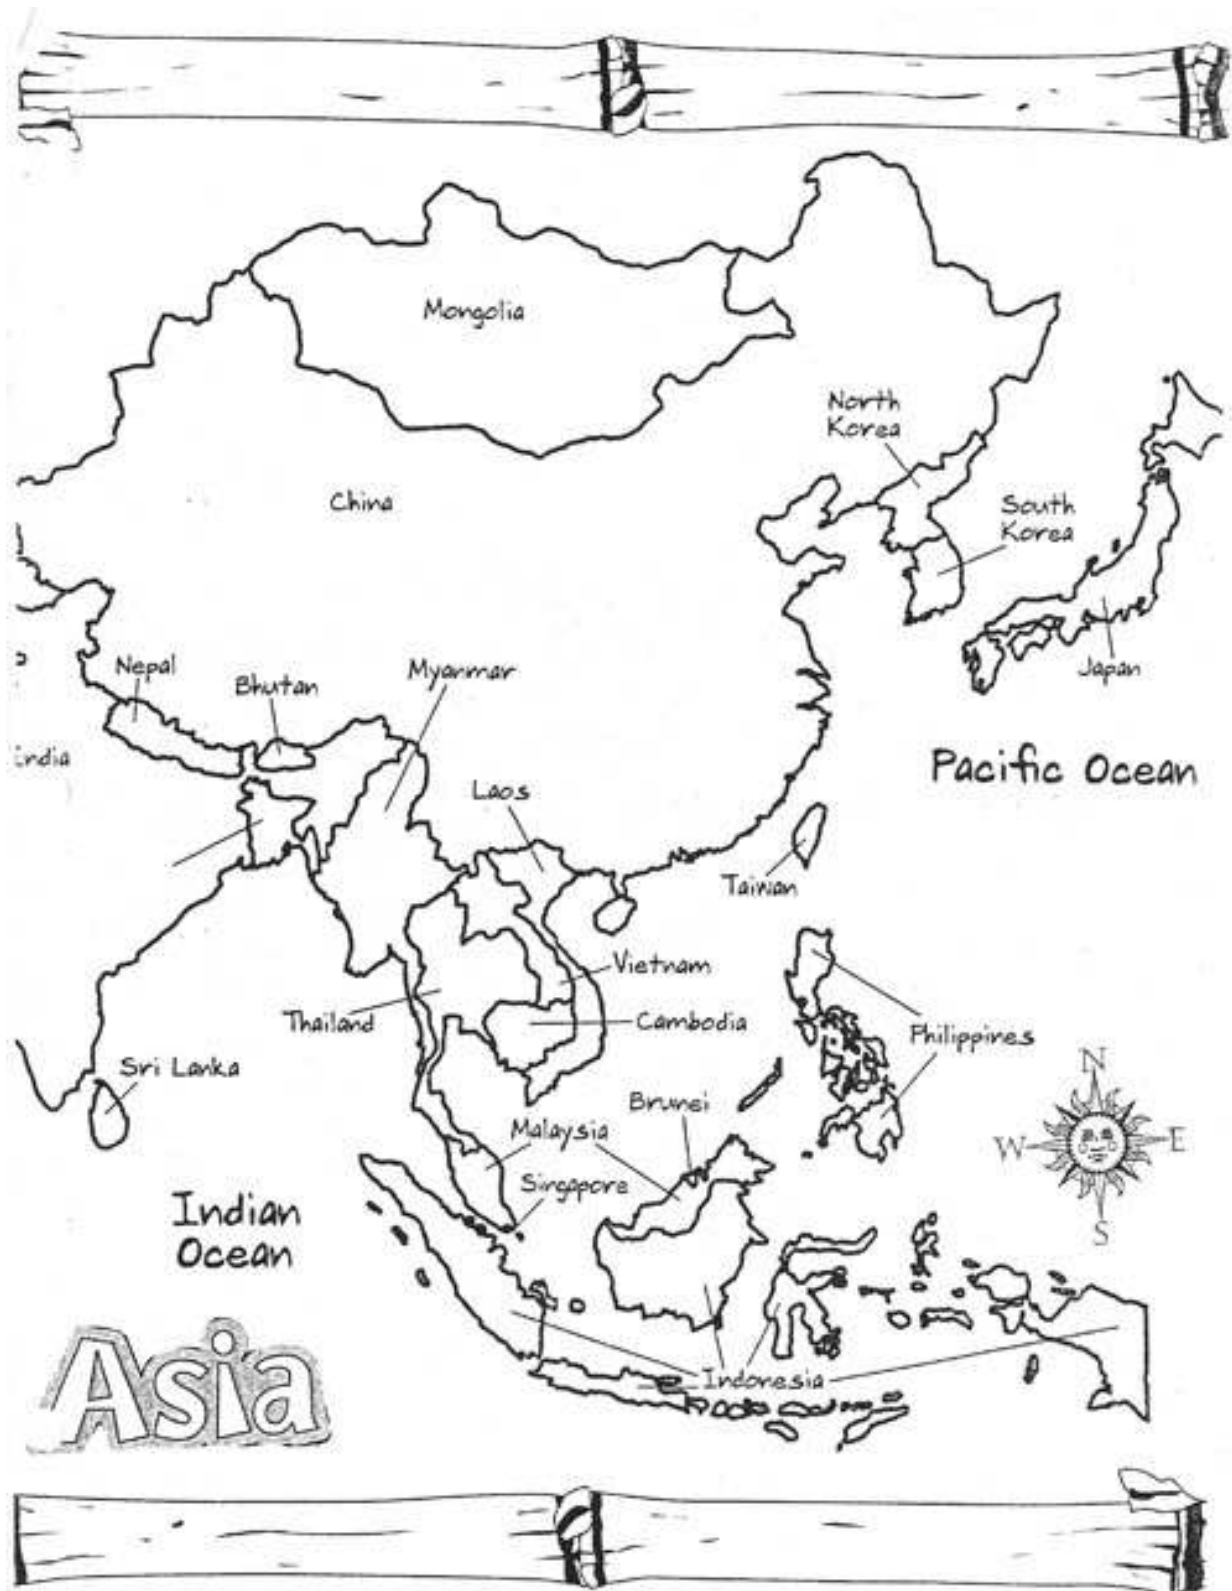 Mongolia
North
Korea
China
South
Korea
Nepal
Bhutan
Myanmar
Japan
India
Pacific Ocean
Laos
Taiwan
Vietnam
Thailand
Cambodia
Philippines
Sri Lanka
Brunei
N
Malaysia
W
E
Singapore
Indian
Ocean
S
Asia
Indonesia